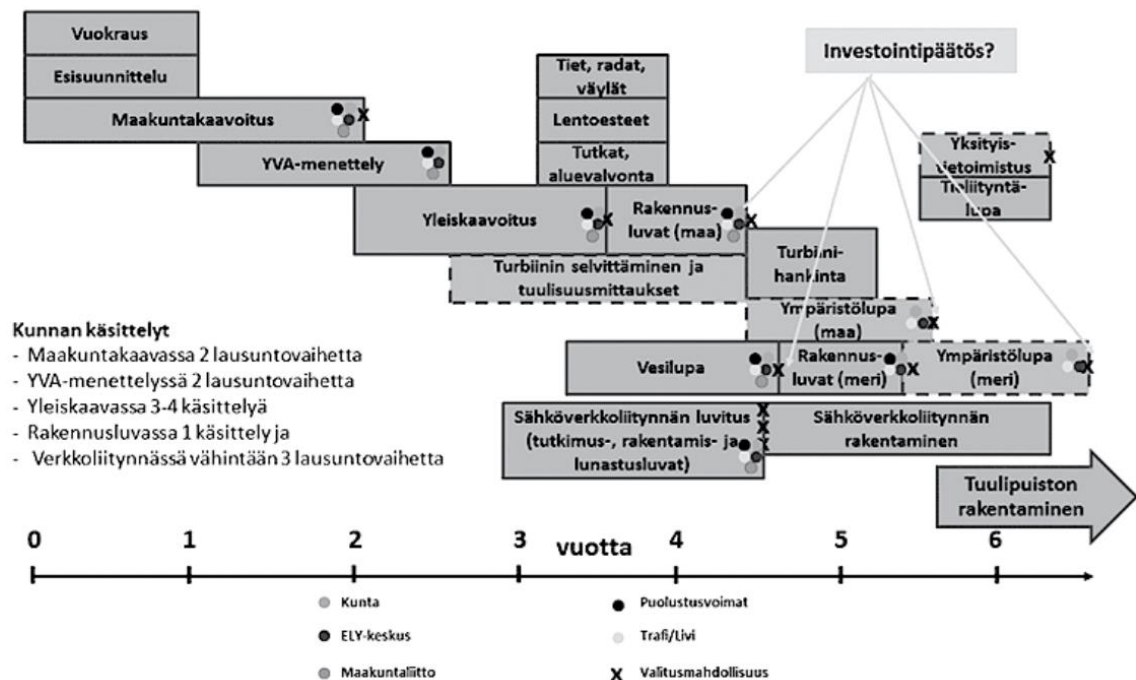 Vuokraus
Esisuunnittelu
Maakuntakaavoitus
X
YVA-menettely
Yleiskaavoitus
X
Tiet, radat,
väylät
Lentoesteet
Tutkat,
aluevalvonta
Rakennus-
luvat (maa)
X
Turbiinin selvittäminen ja
tuulisuusmittaukset
Investointipäätös?
Yksityis-
tietoimistus
X
Tieliityntä-
lupa
Turbiini-
hankinta
Ympäristölupa
(maa)
X
Vesilupa
X
Rakennus-
luvat (meri)
X
Ympäristölupa
(meri)
X
Sähköverkkoliitynnän luvitus
(tutkimus-, rakentamis- ja
lunastusluvat)
X
X
X
Sähköverkkoliitynnän
rakentaminen
Tuulipuiston
rakentaminen
Kunnan käsittelyt
- Maakuntakaavassa 2 lausuntovaihetta
- YVA-menettelyssä 2 lausuntovaihetta
- Yleiskaavassa 3-4 käsittelyä
- Rakennusluvassa 1 käsittely ja
- Verkkoliitynnässä vähintään 3 lausuntovaihetta
0 1 2 3 vuotta 4 5 6
Kunta
ELY-keskus
Maakuntaliitto
Puolustusvoimat
Trafi/Livi
X Valitusmahdollisuus